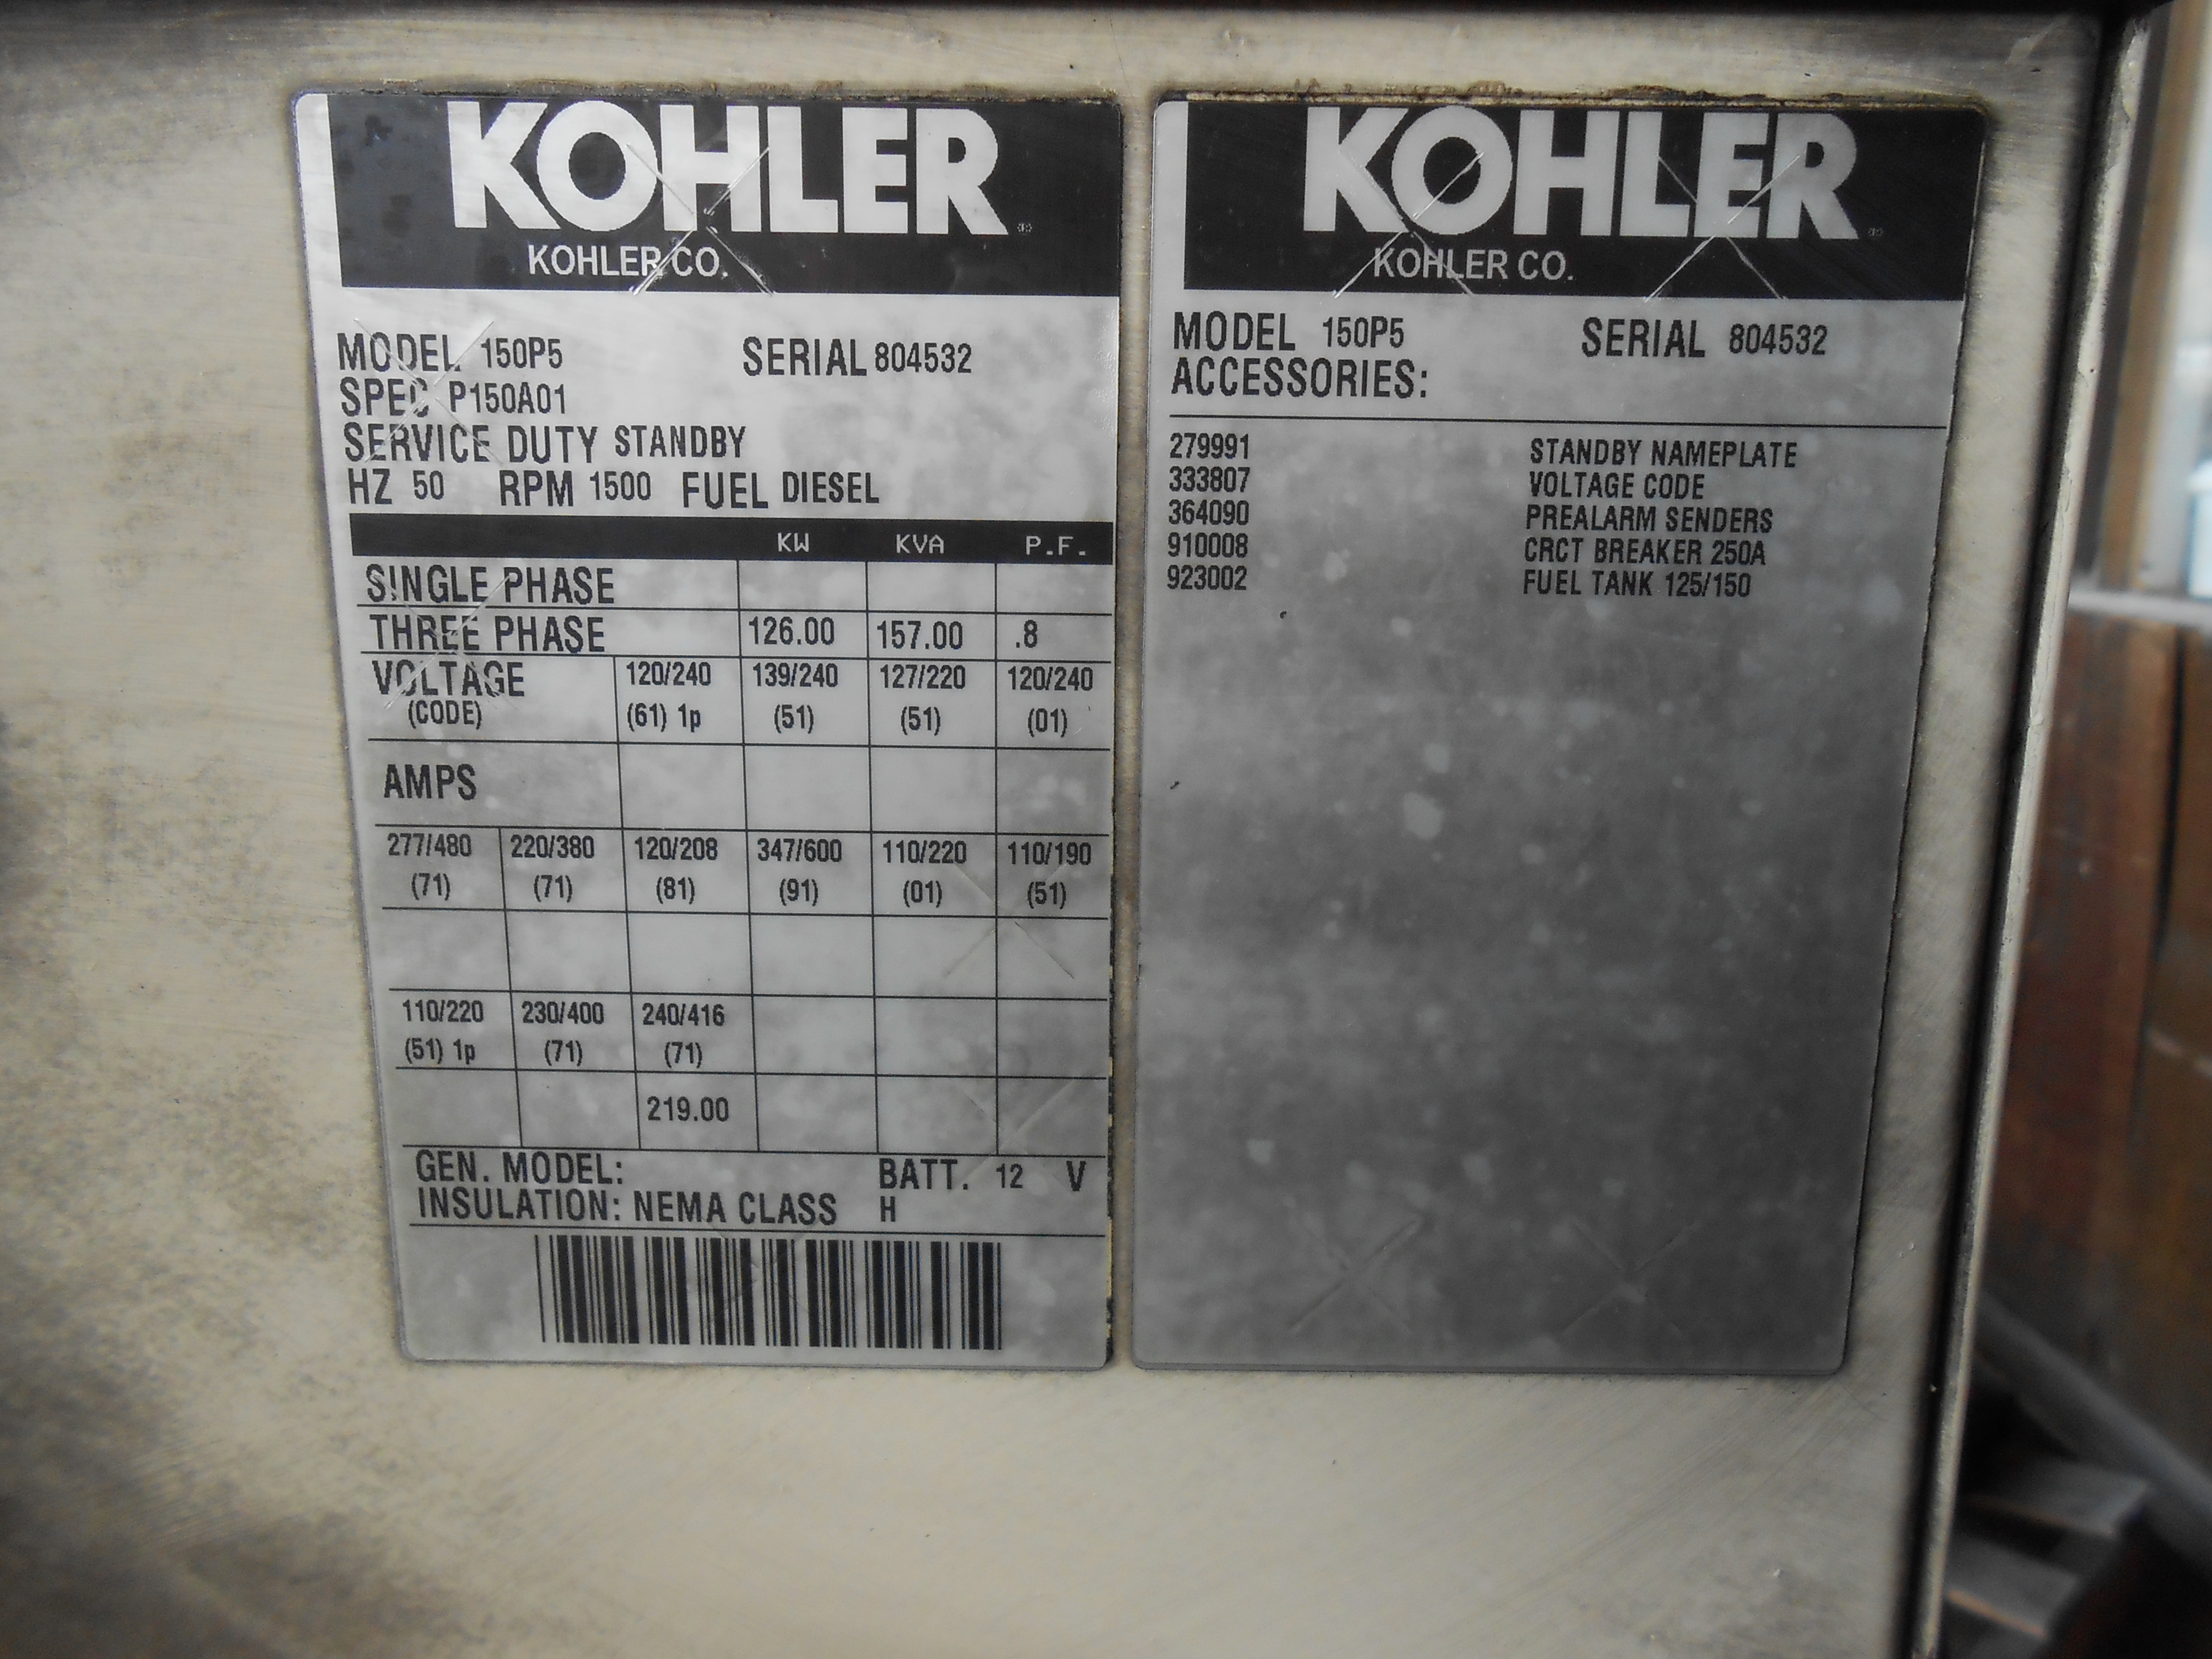 KOHLER®
KOHLER CO.
MODEL 150P5 SERIAL 804532
SPEC P150A01
SERVICE DUTY STANDBY
HZ 50 RPM 1500 FUEL DIESEL
KW KVA P.F.
SINGLE PHASE
THREE PHASE 126.00 157.00 .8
VOLTAGE 120/240 139/240 127/220 120/240
(CODE) (61) 1p (51) (51) (01)
AMPS
277/480 220/380 120/208 347/600 110/220 110/190
(71) (71) (81) (91) (01) (51)
110/220 230/400 240/416
(51) 1p (71) (71)
219.00
GEN. MODEL: BATT. 12 V
INSULATION: NEMA CLASS H
KOHLER®
KOHLER CO.
MODEL 150P5 SERIAL 804532
ACCESSORIES:
279991 STANDBY NAMEPLATE
333807 VOLTAGE CODE
364090 PREALARM SENDERS
910008 CRCT BREAKER 250A
923002 FUEL TANK 125/150